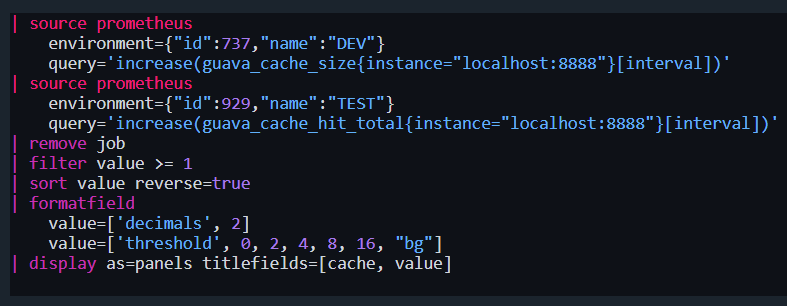 | source prometheus
environment={"id":737,"name":"DEV"}
query='increase(guava_cache_size{instance="localhost:8888"}[interval])'
| source prometheus
environment={"id":929,"name":"TEST"}
query='increase(guava_cache_hit_total{instance="localhost:8888"}[interval])'
| remove job
| filter value >= 1
| sort value reverse=true
| formatfield
value=['decimals', 2]
value=['threshold', 0, 2, 4, 8, 16, "bg"]
| display as=panels titlefields=[cache, value]